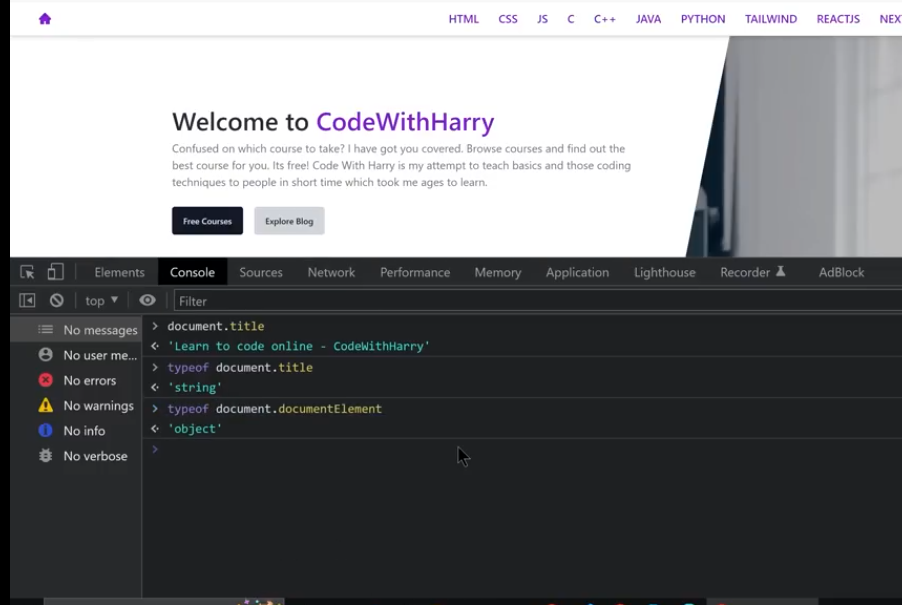 HTML CSS JS C C++ JAVA PYTHON TAILWIND REACTJS NEX
Welcome to CodeWithHarry
Confused on which course to take? I have got you covered. Browse courses and find out the
best course for you. Its free! Code With Harry is my attempt to teach basics and those coding
techniques to people in short time which took me ages to learn.
Free Courses Explore Blog
Elements Console Sources Network Performance Memory Application Lighthouse Recorder AdBlock
top Filter
No messages
No user me...
No errors
No warnings
No info
No verbose
> document.title
<· 'Learn to code online - CodeWithHarry'
> typeof document.title
<· 'string'
> typeof document.documentElement
<· 'object'
>